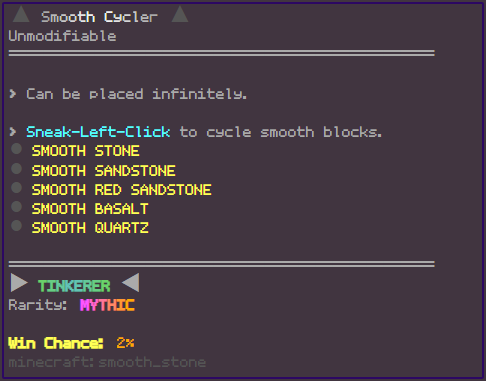 ▲ Smooth Cycler ▲
Unmodifiable
> Can be placed infinitely.
> Sneak-Left-Click to cycle smooth blocks.
● SMOOTH STONE
● SMOOTH SANDSTONE
● SMOOTH RED SANDSTONE
● SMOOTH BASALT
● SMOOTH QUARTZ
▶ TINKERER ◀
Rarity: MYTHIC
Win Chance: 2%
minecraft:smooth_stone